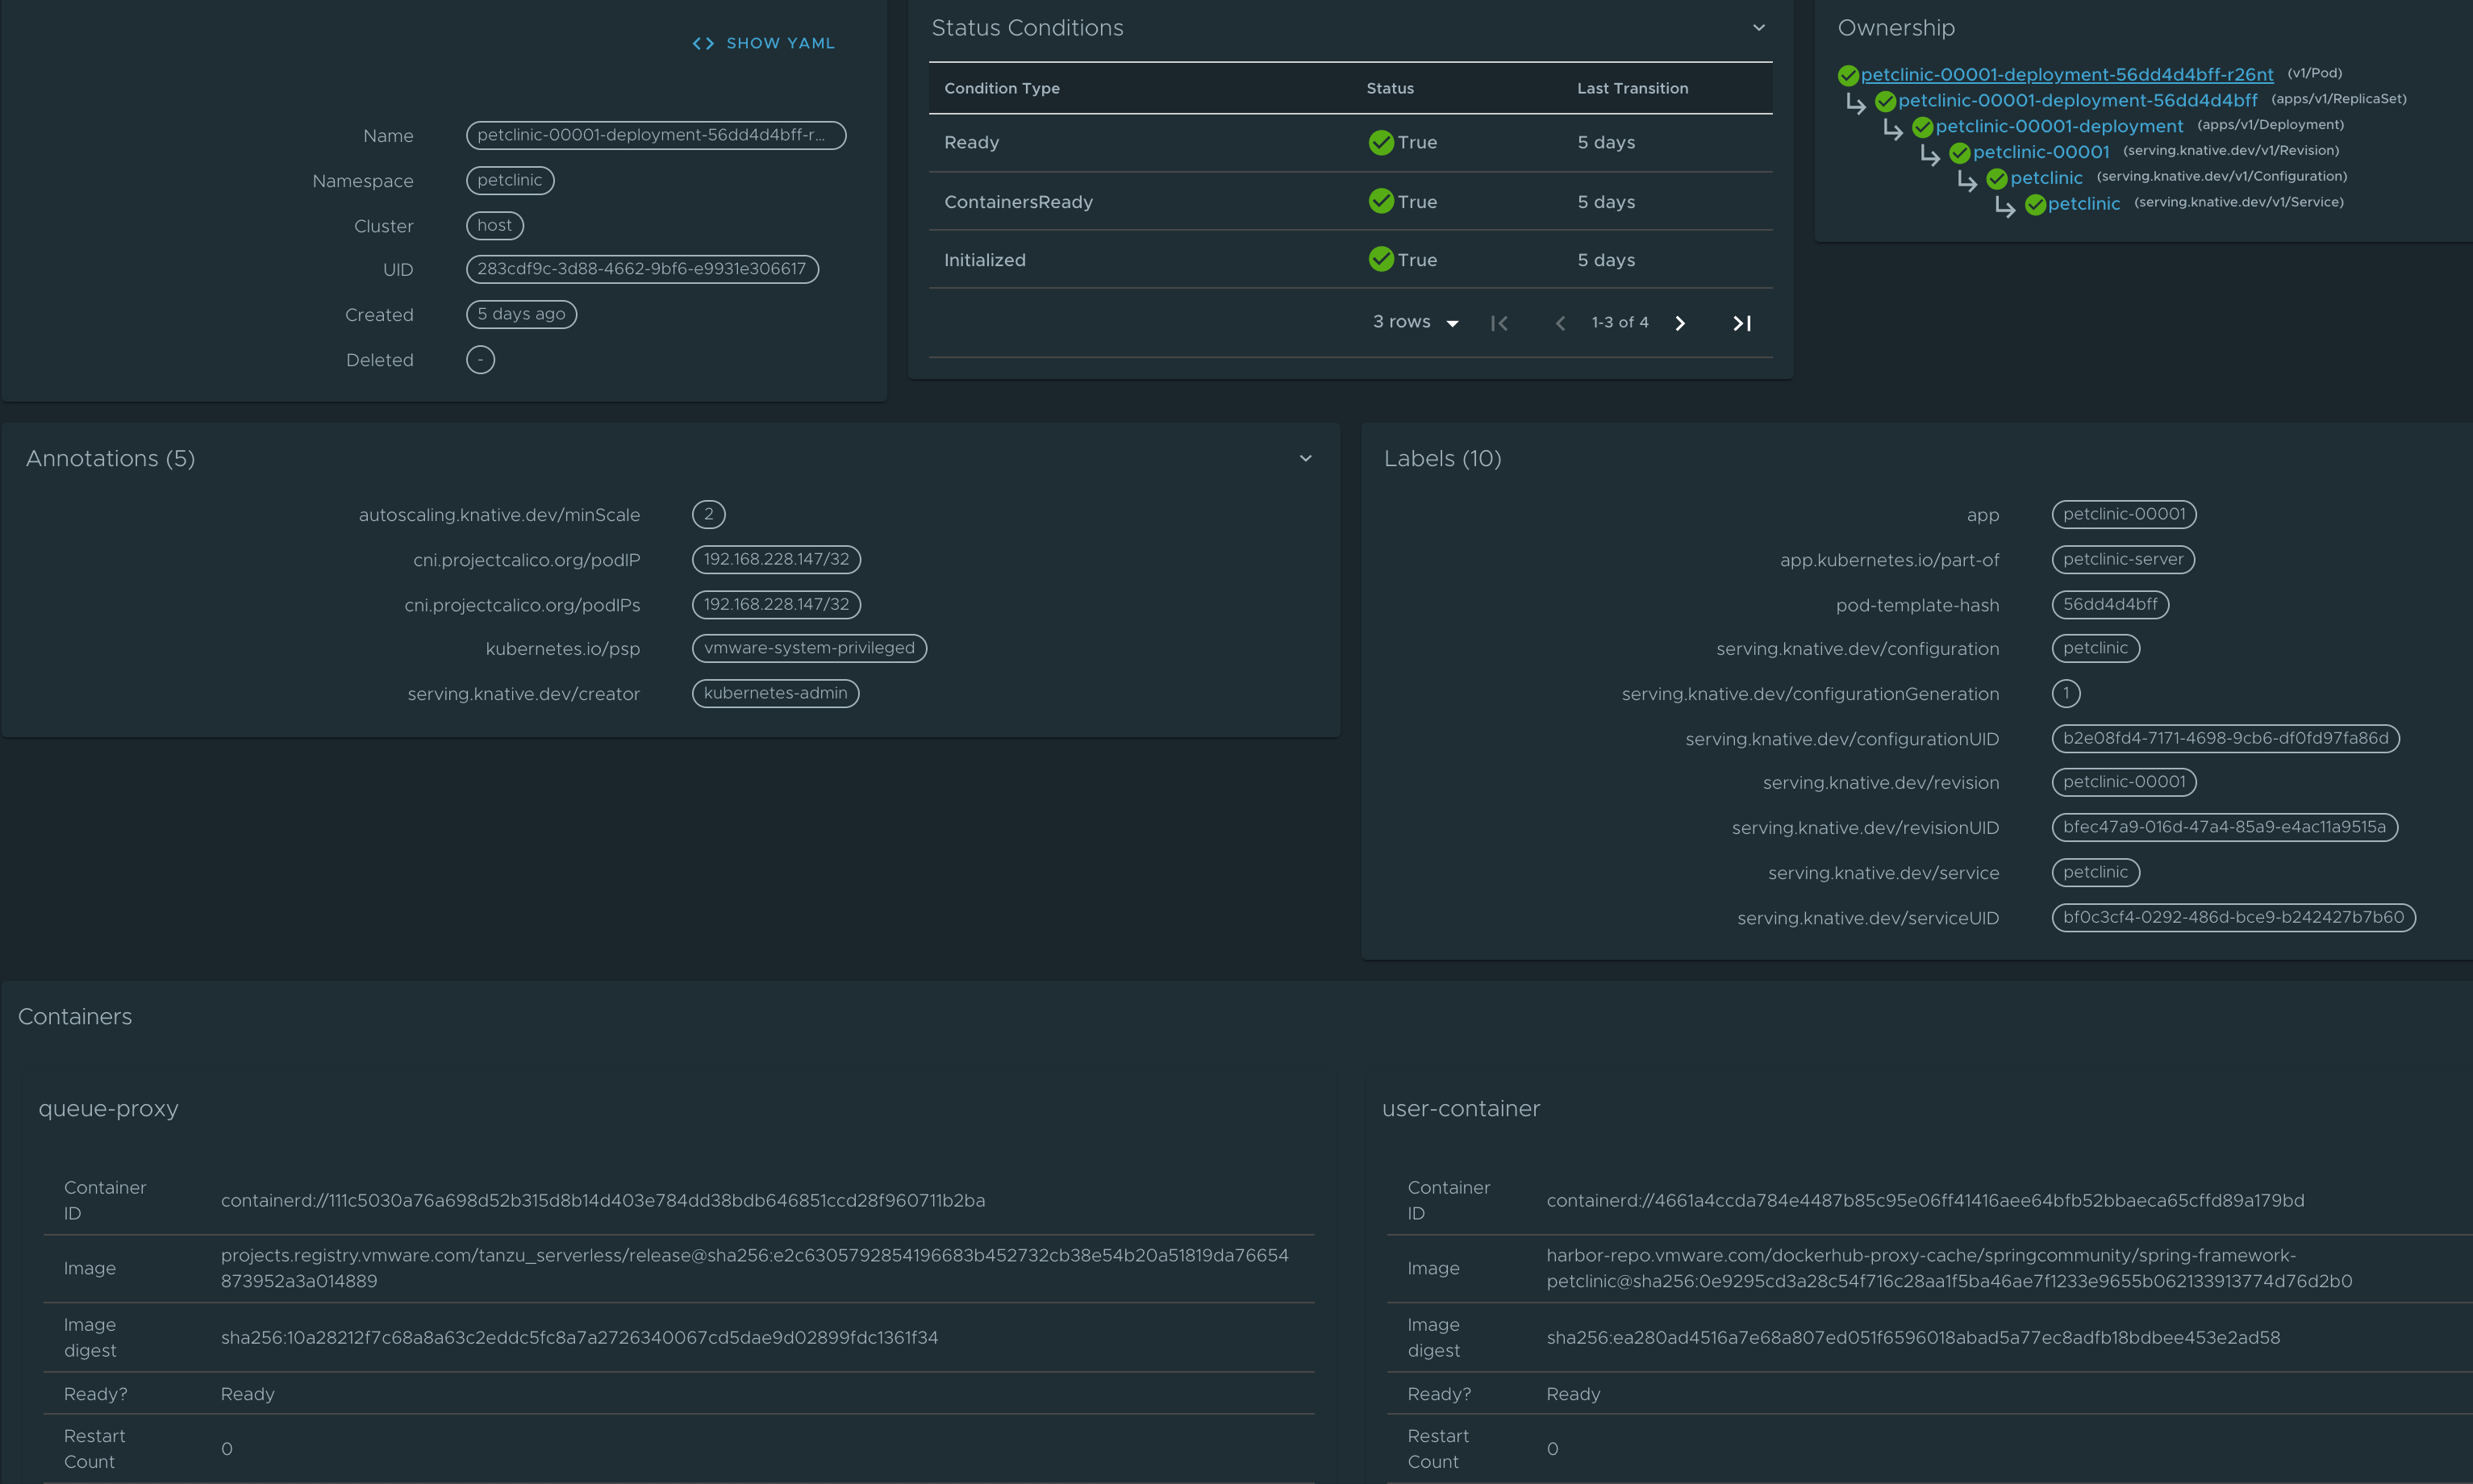 SHOW YAML
Name petclinic-00001-deployment-56dd4d4bff-r...
Namespace petclinic
Cluster host
UID 283cdf9c-3d88-4662-9bf6-e9931e306617
Created 5 days ago
Deleted -
Status Conditions
Condition Type Status Last Transition
Ready True 5 days
ContainersReady True 5 days
Initialized True 5 days
3 rows 1-3 of 4
Ownership
petclinic-00001-deployment-56dd4d4bff-r26nt (v1/Pod)
petclinic-00001-deployment-56dd4d4bff (apps/v1/ReplicaSet)
petclinic-00001-deployment (apps/v1/Deployment)
petclinic-00001 (serving.knative.dev/v1/Revision)
petclinic (serving.knative.dev/v1/Configuration)
petclinic (serving.knative.dev/v1/Service)
Annotations (5)
autoscaling.knative.dev/minScale 2
cni.projectcalico.org/podIP 192.168.228.147/32
cni.projectcalico.org/podIPs 192.168.228.147/32
kubernetes.io/psp vmware-system-privileged
serving.knative.dev/creator kubernetes-admin
Labels (10)
app petclinic-00001
app.kubernetes.io/part-of petclinic-server
pod-template-hash 56dd4d4bff
serving.knative.dev/configuration petclinic
serving.knative.dev/configurationGeneration 1
serving.knative.dev/configurationUID b2e08fd4-7171-4698-9cb6-df0fd97fa86d
serving.knative.dev/revision petclinic-00001
serving.knative.dev/revisionUID bfec47a9-016d-47a4-85a9-e4ac11a9515a
serving.knative.dev/service petclinic
serving.knative.dev/serviceUID bf0c3cf4-0292-486d-bce9-b242427b7b60
Containers
queue-proxy
Container
ID
containerd://111c5030a76a698d52b315d8b14d403e784dd38bdb646851ccd28f960711b2ba
Image
projects.registry.vmware.com/tanzu_serverless/release@sha256:e2c6305792854196683b452732cb38e54b20a51819da76654
873952a3a014889
Image
digest
sha256:10a28212f7c68a8a63c2eddc5fc8a7a2726340067cd5dae9d02899fdc1361f34
Ready? Ready
Restart
Count
0
user-container
Container
ID
containerd://4661a4ccda784e4487b85c95e06ff41416aee64bfb52bbaeca65cffd89a179bd
Image
harbor-repo.vmware.com/dockerhub-proxy-cache/springcommunity/spring-framework-
petclinic@sha256:0e9295cd3a28c54f716c28aa1f5ba46ae7f1233e9655b062133913774d76d2b0
Image
digest
sha256:ea280ad4516a7e68a807ed051f6596018abad5a77ec8adfb18bdbee453e2ad58
Ready? Ready
Restart
Count
0